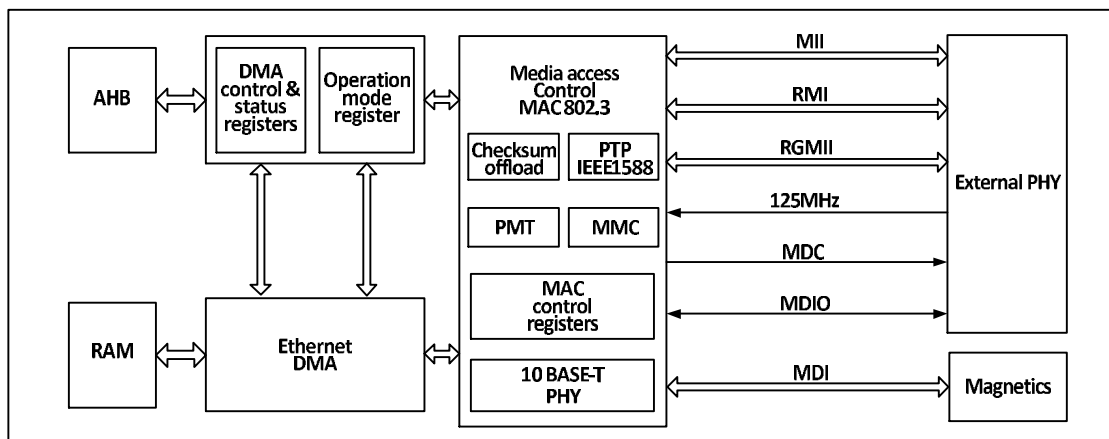 AHB
DMA
control &
status
registers
Operation
mode
register
Media access
Control
MAC 802.3
Checksum
offload
PTP
IEEE1588
PMT
MMC
MAC
control
registers
10 BASE-T
PHY
RAM
Ethernet
DMA
MII
RMI
RGMII
125MHz
MDC
MDIO
MDI
External PHY
Magnetics